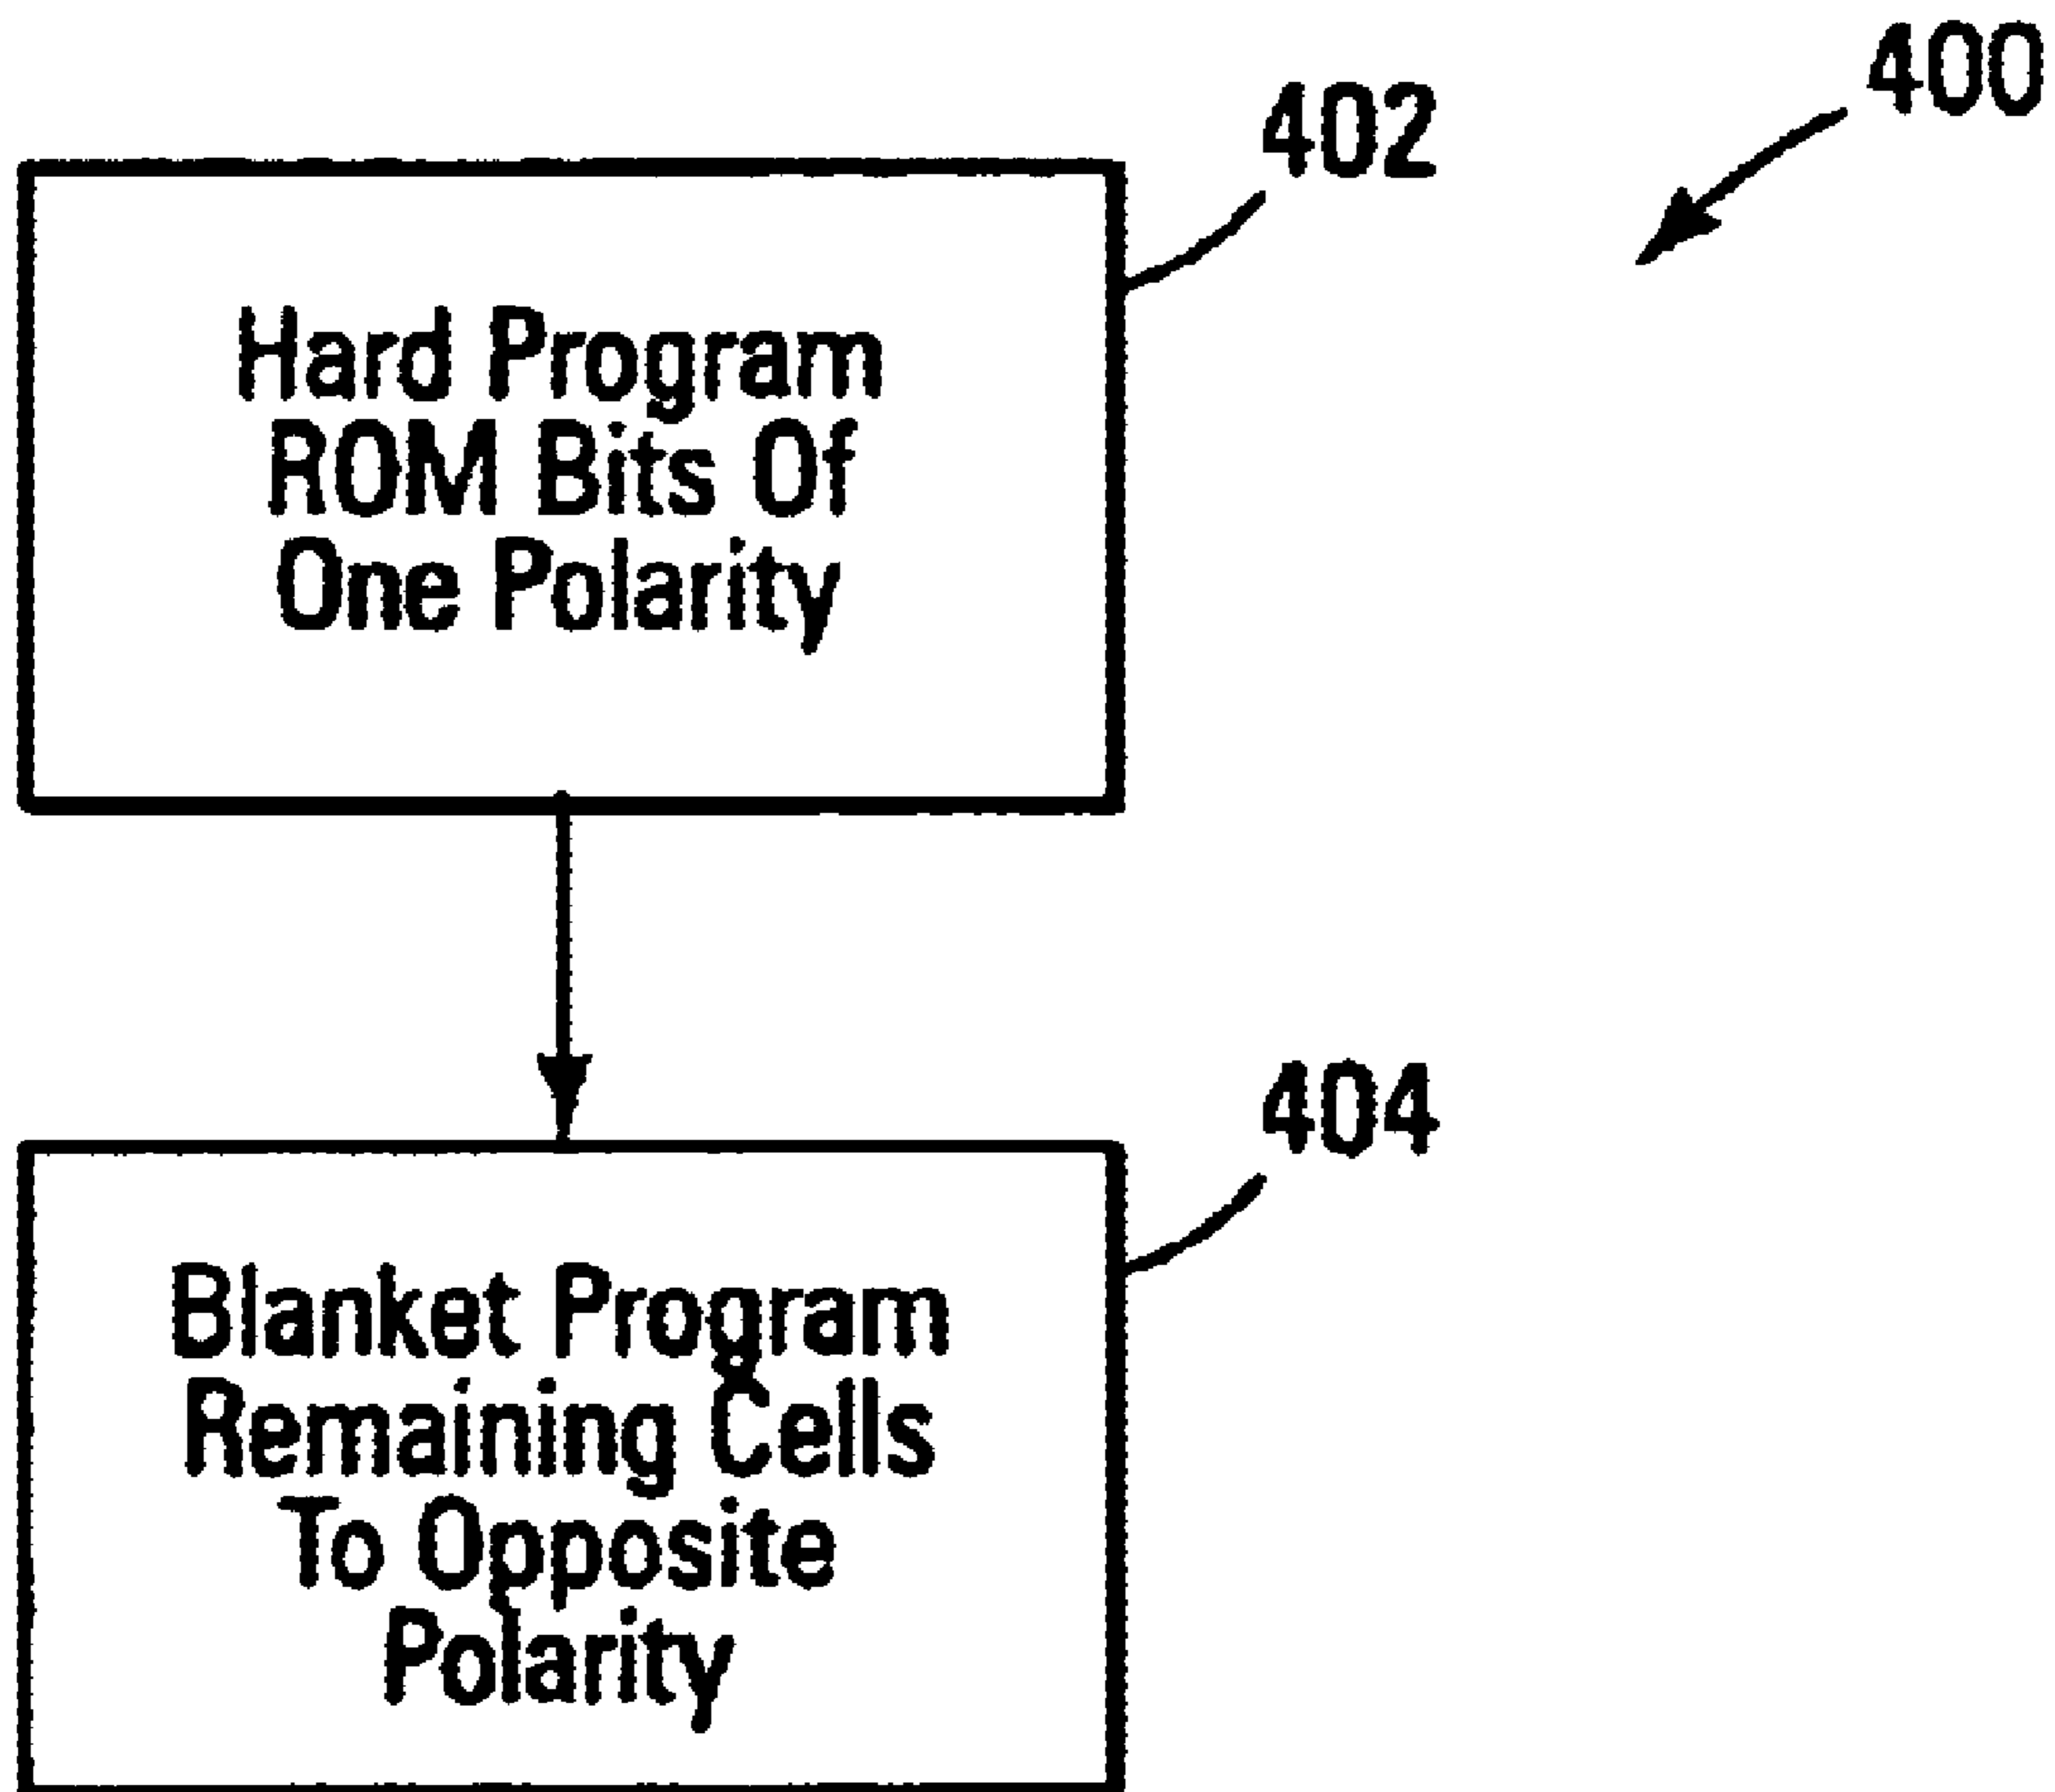 400
402
Hard Program
ROM Bits Of
One Polarity
404
Blanket Program
Remaining Cells
To Opposite
Polarity